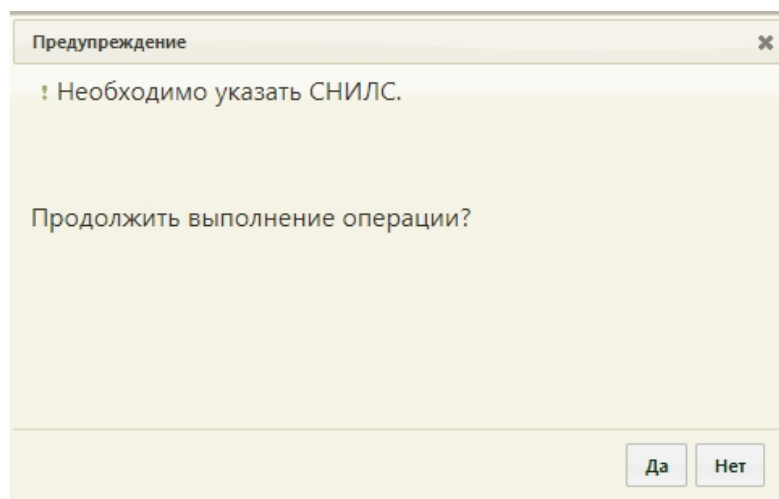 Предупреждение
! Необходимо указать СНИЛС.
Продолжить выполнение операции?
Да Нет